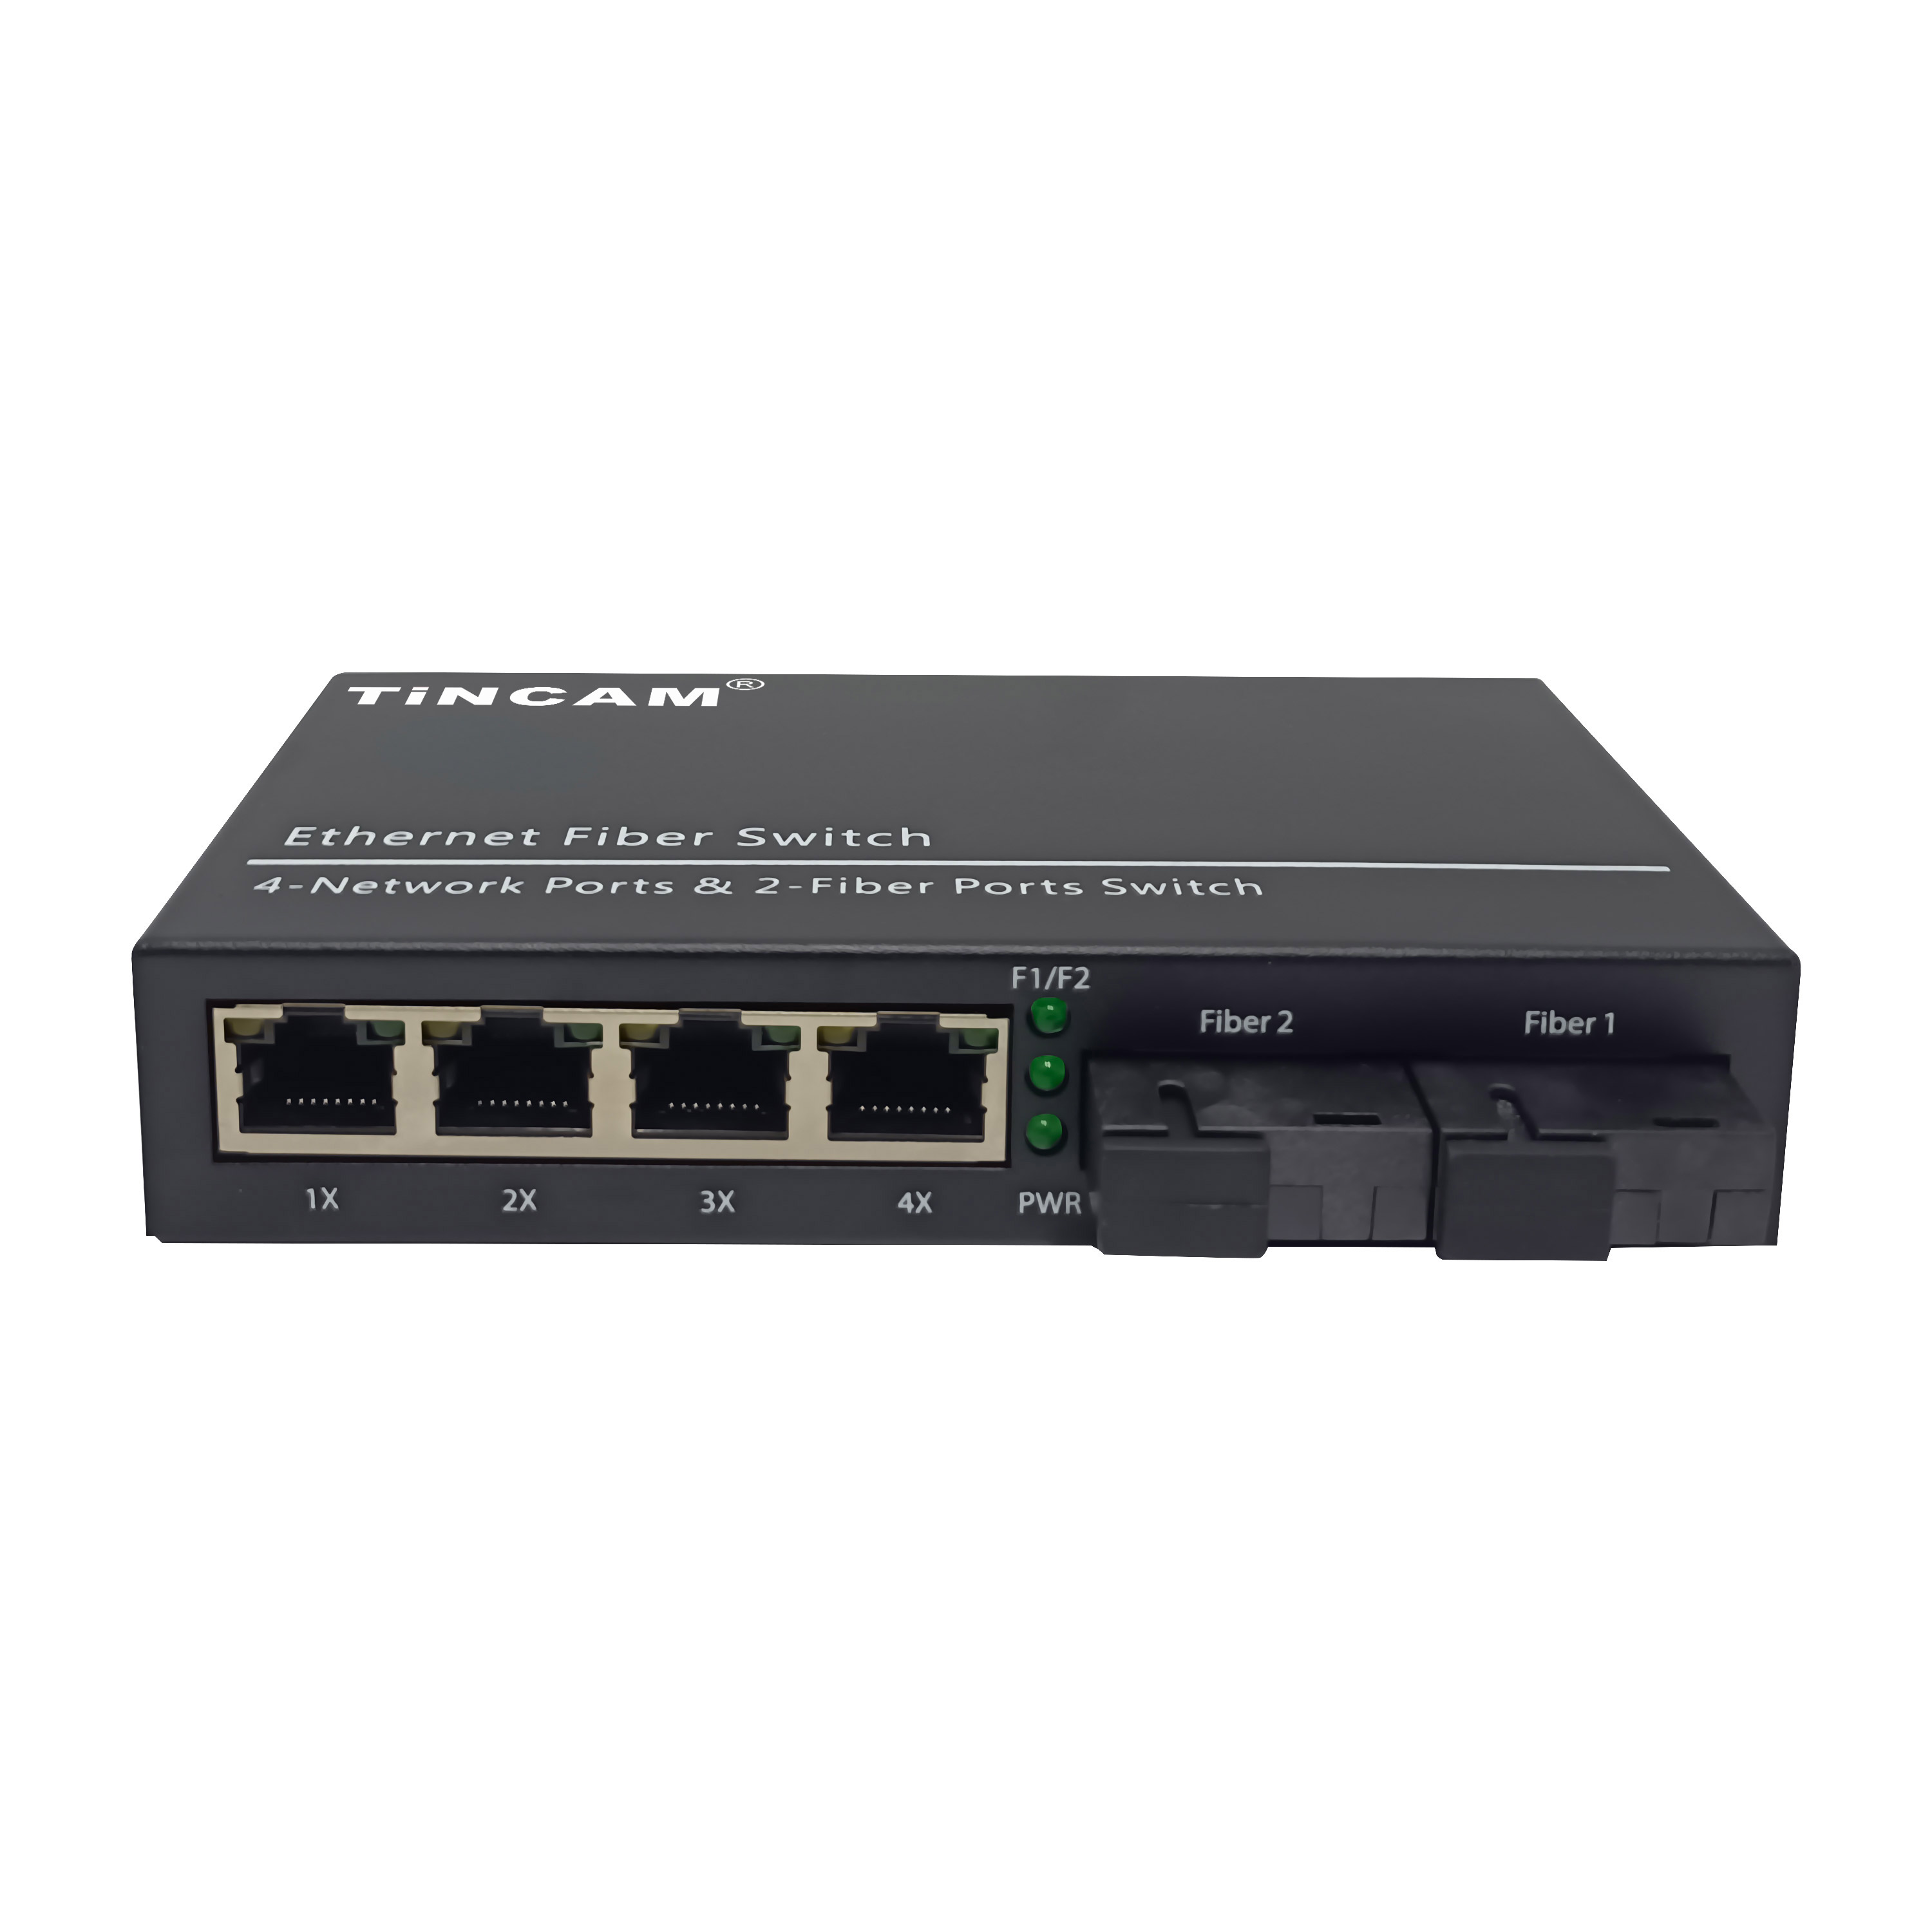 TiNCAM®
Ethernet Fiber Switch
4-Network Ports & 2-Fiber Ports Switch
F1/F2
Fiber 2
Fiber 1
1X
2X
3X
4X
PWR